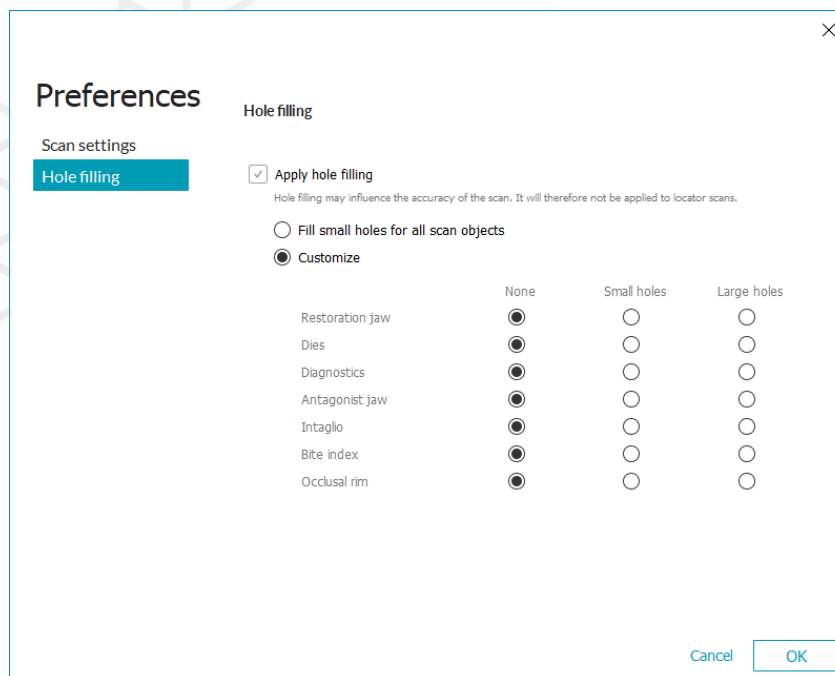 Preferences
Scan settings
Hole filling
Hole filling
Apply hole filling
Hole filling may influence the accuracy of the scan. It will therefore not be applied to locator scans.
Fill small holes for all scan objects
Customize
None Small holes Large holes
Restoration jaw
Dies
Diagnostics
Antagonist jaw
Intaglio
Bite index
Occlusal rim
Cancel OK